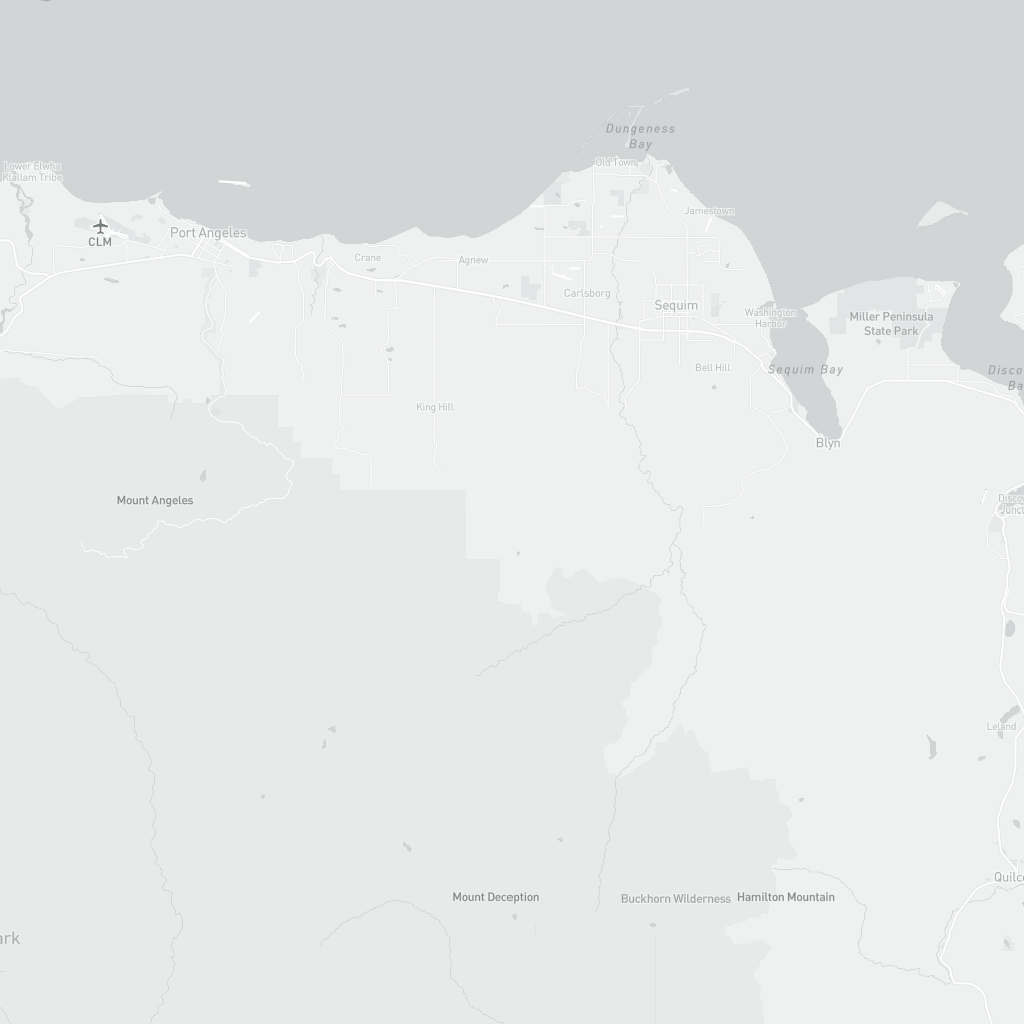 Dungeness
Bay
Old Town
Lower Elwha
Klallam Tribe
Jamestown
Port Angeles
CLM
Crane
Agnew
Carlsborg
Sequim
Washington
Harbor
Miller Peninsula
State Park
Bell Hill
Sequim Bay
Disco
Ba
King Hill
Blyn
Mount Angeles
Disco
Junct
Leland
Quilce
Mount Deception
Buckhorn Wilderness
Hamilton Mountain
ark